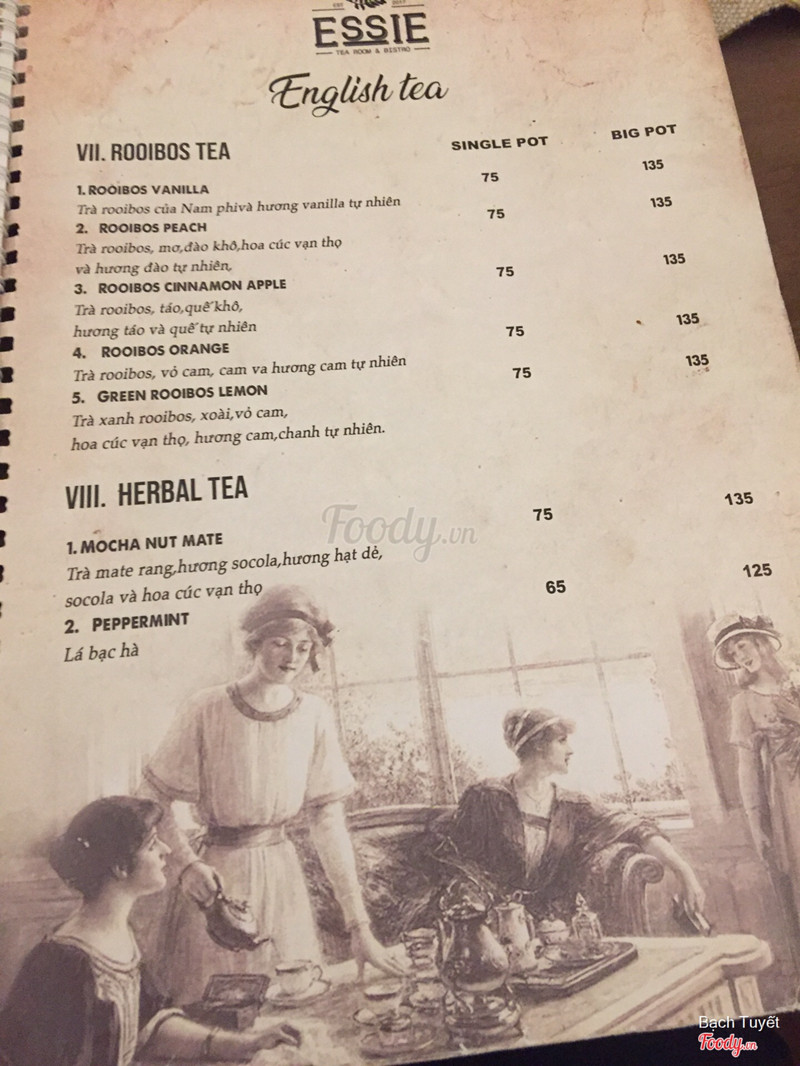 ESSIE
TEA ROOM & BISTRO
English tea
SINGLE POT BIG POT
VII. ROOIBOS TEA
1. ROOIBOS VANILLA 75 135
Trà rooibos của Nam phivà hương vanilla tự nhiên
2. ROOIBOS PEACH 75 135
Trà rooibos, mơ,đào khô,hoa cúc vạn thọ
và hương đào tự nhiên,
3. ROOIBOS CINNAMON APPLE 75 135
Trà rooibos, táo,quế khô,
hương táo và quế tự nhiên
4. ROOIBOS ORANGE 75 135
Trà rooibos, vỏ cam, cam va hương cam tự nhiên
5. GREEN ROOIBOS LEMON 75 135
Trà xanh rooibos, xoài,vỏ cam,
hoa cúc vạn thọ, hương cam,chanh tự nhiên.
VIII. HERBAL TEA
1. MOCHA NUT MATE 75 135
Trà mate rang,hương socola,hương hạt dẻ,
socola và hoa cúc vạn thọ
2. PEPPERMINT 65 125
Lá bạc hà
Foody.vn
Bạch Tuyết
Foody.vn